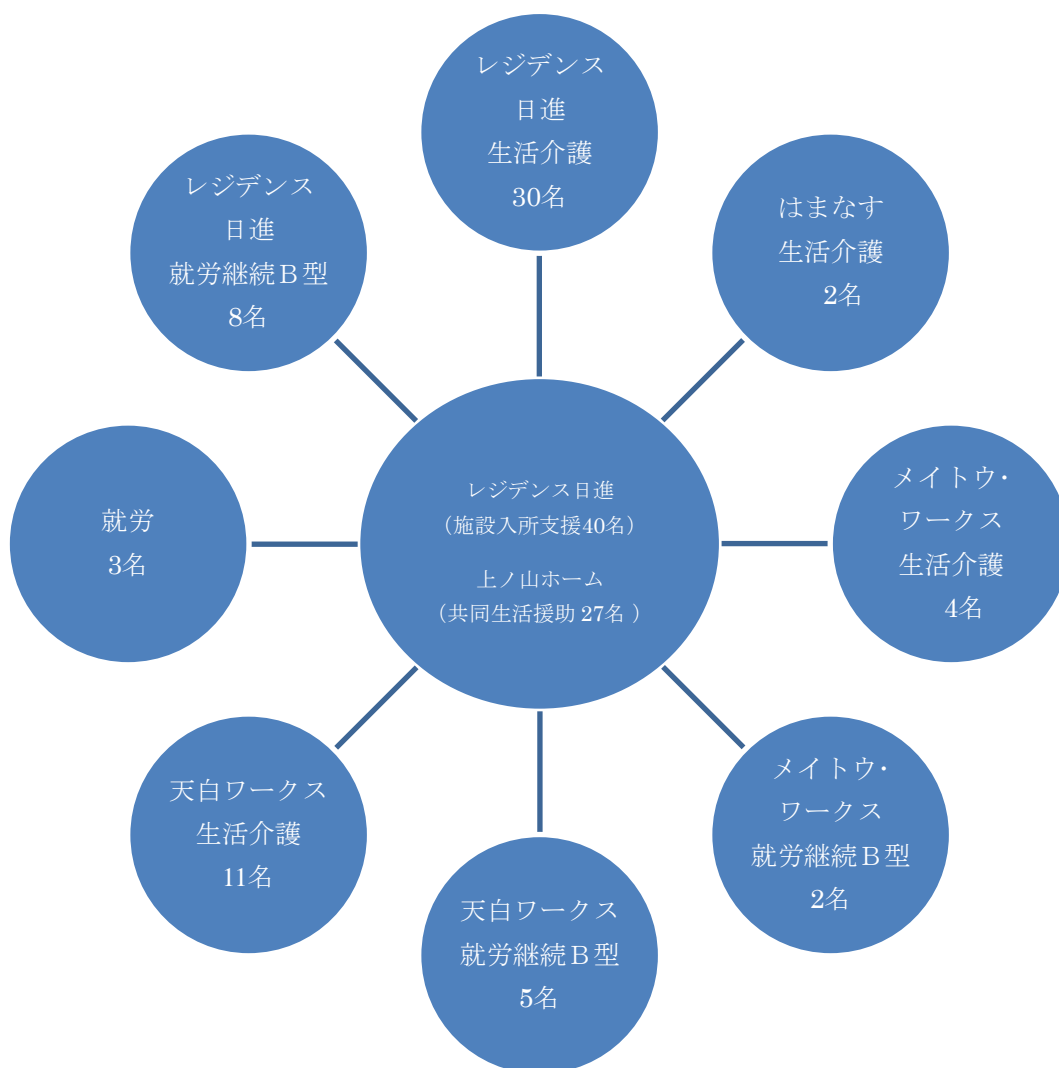 レジデンス
日進
生活介護
30名
はまなす
生活介護
2名
メイトウ・
ワークス
生活介護
4名
メイトウ・
ワークス
就労継続Ｂ型
2名
天白ワークス
就労継続Ｂ型
5名
天白ワークス
生活介護
11名
就労
3名
レジデンス
日進
就労継続Ｂ型
8名
レジデンス日進
（施設入所支援40名）
上ノ山ホーム
（共同生活援助 27名 ）